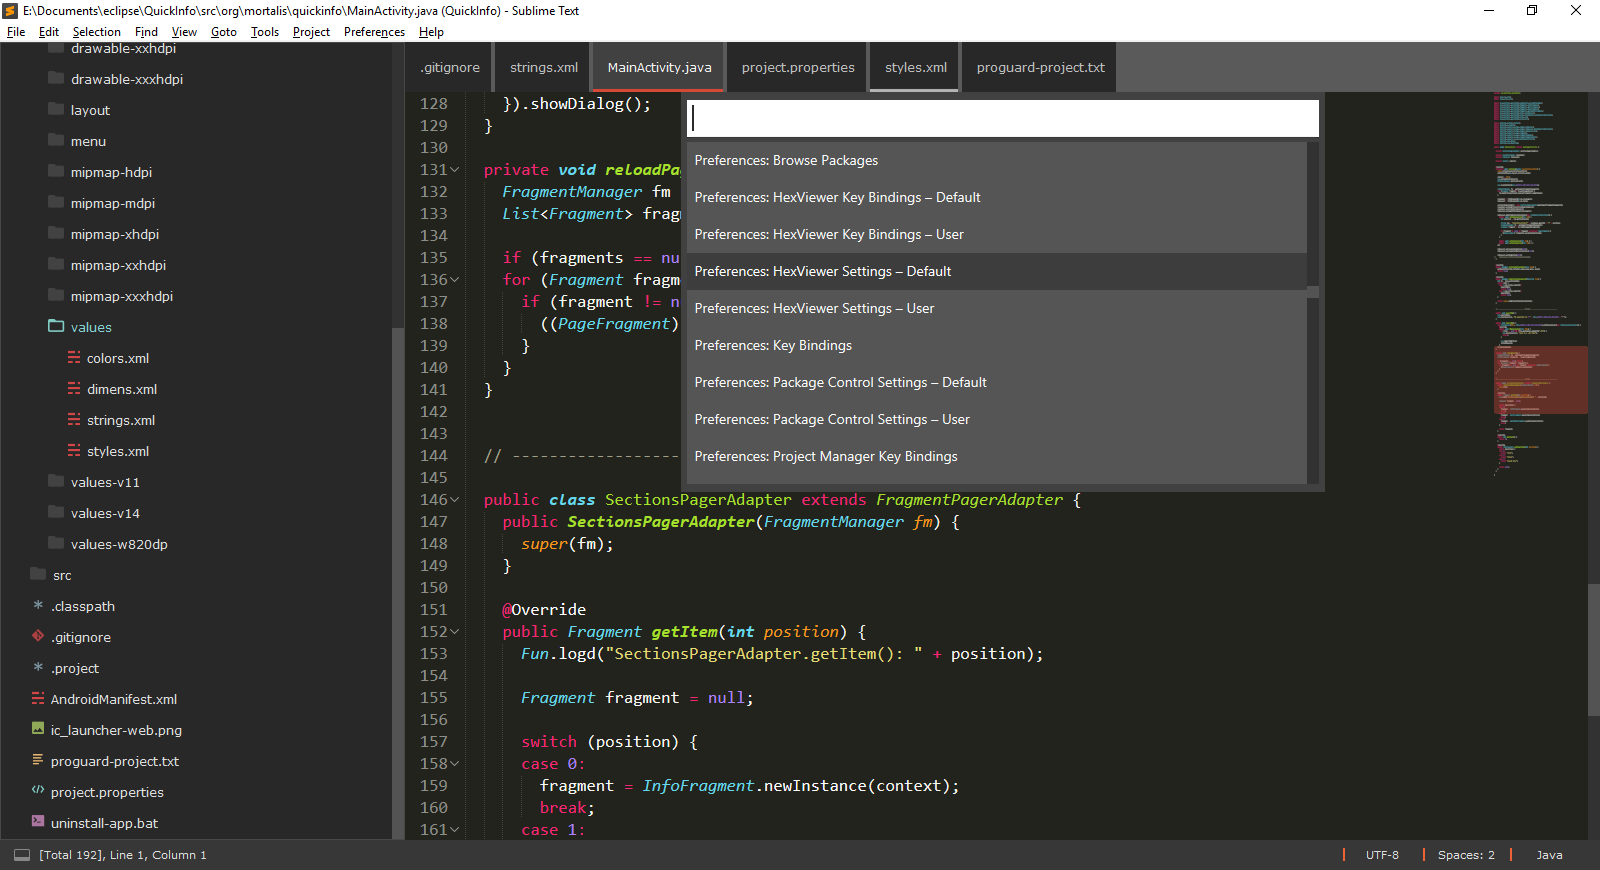 E:\Documents\eclipse\QuickInfo\src\org\mortalis\quickinfo\MainActivity.java (QuickInfo) - Sublime Text
File Edit Selection Find View Goto Tools Project Preferences Help
drawable-xxhdpi
drawable-xxxhdpi
layout
menu
mipmap-hdpi
mipmap-mdpi
mipmap-xhdpi
mipmap-xxhdpi
mipmap-xxxhdpi
values
colors.xml
dimens.xml
strings.xml
styles.xml
values-v11
values-v14
values-w820dp
src
.classpath
.gitignore
.project
AndroidManifest.xml
ic_launcher-web.png
proguard-project.txt
project.properties
uninstall-app.bat
.gitignore strings.xml MainActivity.java project.properties styles.xml proguard-project.txt
128 }).showDialog();
129 }
130
131 private void reloadPa
132 FragmentManager fm
133 List<Fragment> frag
134
135 if (fragments == nu
136 for (Fragment fragm
137 if (fragment != n
138 ((PageFragment)
139 }
140 }
141 }
142
143
144 // ------------------
145
146 public class SectionsPagerAdapter extends FragmentPagerAdapter {
147 public SectionsPagerAdapter(FragmentManager fm) {
148 super(fm);
149 }
150
151 @Override
152 public Fragment getItem(int position) {
153 Fun.logd("SectionsPagerAdapter.getItem(): " + position);
154
155 Fragment fragment = null;
156
157 switch (position) {
158 case 0:
159 fragment = InfoFragment.newInstance(context);
160 break;
161 case 1:
Preferences: Browse Packages
Preferences: HexViewer Key Bindings – Default
Preferences: HexViewer Key Bindings – User
Preferences: HexViewer Settings – Default
Preferences: HexViewer Settings – User
Preferences: Key Bindings
Preferences: Package Control Settings – Default
Preferences: Package Control Settings – User
Preferences: Project Manager Key Bindings
[Total 192], Line 1, Column 1
UTF-8 Spaces: 2 Java